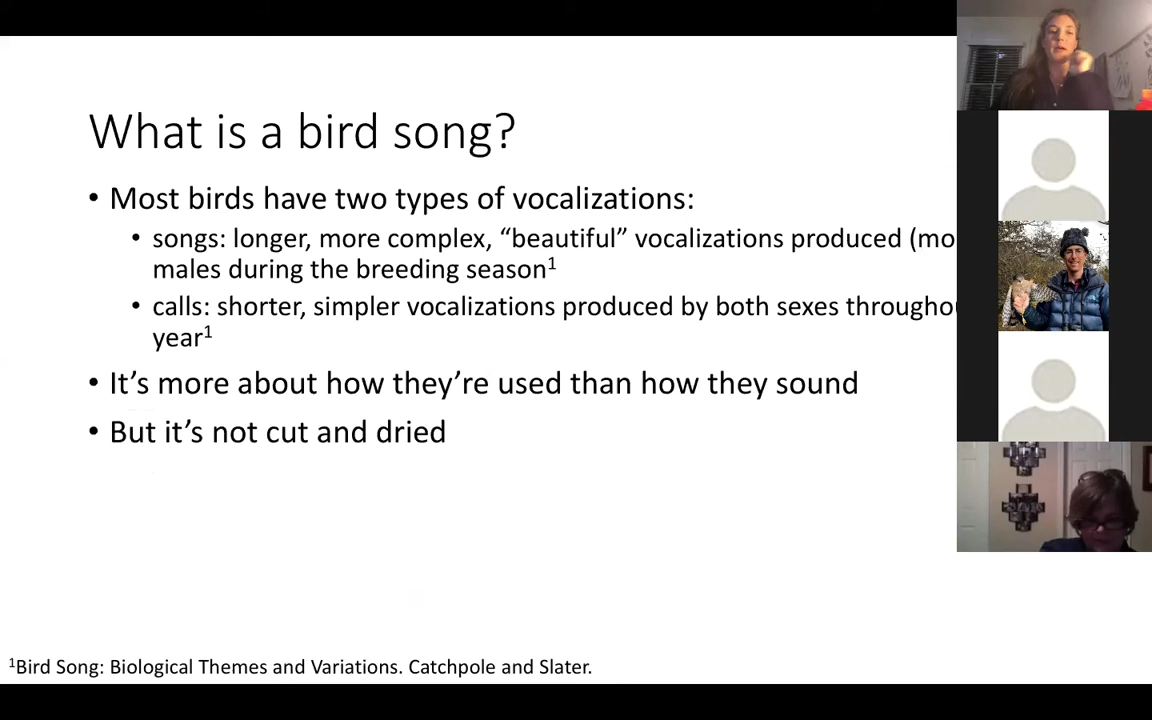 What is a bird song?
• Most birds have two types of vocalizations:
• songs: longer, more complex, “beautiful” vocalizations produced (mo
males during the breeding season¹
• calls: shorter, simpler vocalizations produced by both sexes througho
year¹
• It’s more about how they’re used than how they sound
• But it’s not cut and dried
¹Bird Song: Biological Themes and Variations. Catchpole and Slater.